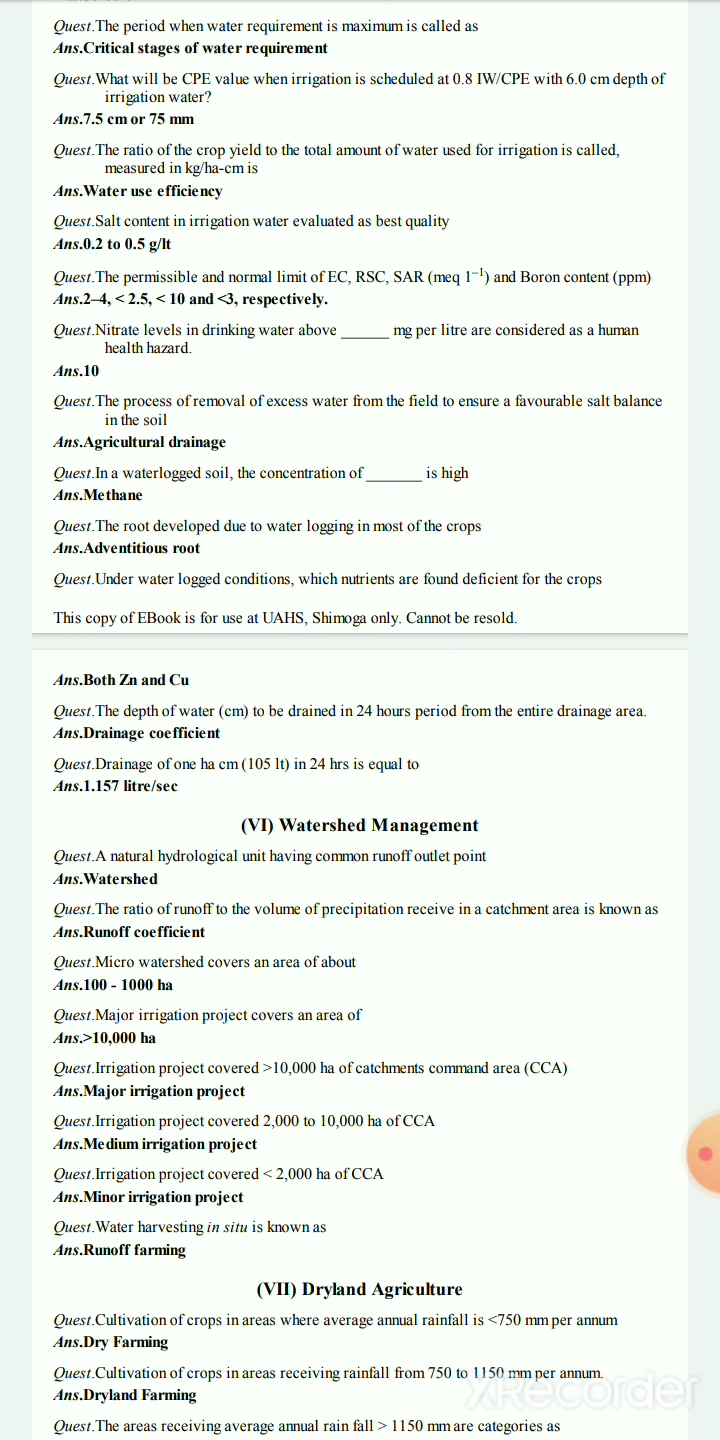 Quest.The period when water requirement is maximum is called as
Ans.Critical stages of water requirement
Quest.What will be CPE value when irrigation is scheduled at 0.8 IW/CPE with 6.0 cm depth of
irrigation water?
Ans.7.5 cm or 75 mm
Quest.The ratio of the crop yield to the total amount of water used for irrigation is called,
measured in kg/ha-cm is
Ans.Water use efficiency
Quest.Salt content in irrigation water evaluated as best quality
Ans.0.2 to 0.5 g/lt
Quest.The permissible and normal limit of EC, RSC, SAR (meq 1⁻¹) and Boron content (ppm)
Ans.2–4, < 2.5, < 10 and <3, respectively.
Quest.Nitrate levels in drinking water above ______ mg per litre are considered as a human
health hazard.
Ans.10
Quest.The process of removal of excess water from the field to ensure a favourable salt balance
in the soil
Ans.Agricultural drainage
Quest.In a waterlogged soil, the concentration of _______ is high
Ans.Methane
Quest.The root developed due to water logging in most of the crops
Ans.Adventitious root
Quest.Under water logged conditions, which nutrients are found deficient for the crops
This copy of EBook is for use at UAHS, Shimoga only. Cannot be resold.
Ans.Both Zn and Cu
Quest.The depth of water (cm) to be drained in 24 hours period from the entire drainage area.
Ans.Drainage coefficient
Quest.Drainage of one ha cm (105 lt) in 24 hrs is equal to
Ans.1.157 litre/sec
(VI) Watershed Management
Quest.A natural hydrological unit having common runoff outlet point
Ans.Watershed
Quest.The ratio of runoff to the volume of precipitation receive in a catchment area is known as
Ans.Runoff coefficient
Quest.Micro watershed covers an area of about
Ans.100 - 1000 ha
Quest.Major irrigation project covers an area of
Ans.>10,000 ha
Quest.Irrigation project covered >10,000 ha of catchments command area (CCA)
Ans.Major irrigation project
Quest.Irrigation project covered 2,000 to 10,000 ha of CCA
Ans.Medium irrigation project
Quest.Irrigation project covered < 2,000 ha of CCA
Ans.Minor irrigation project
Quest.Water harvesting in situ is known as
Ans.Runoff farming
(VII) Dryland Agriculture
Quest.Cultivation of crops in areas where average annual rainfall is <750 mm per annum
Ans.Dry Farming
Quest.Cultivation of crops in areas receiving rainfall from 750 to 1150 mm per annum.
Ans.Dryland Farming
XRecorder
Quest.The areas receiving average annual rain fall > 1150 mm are categories as